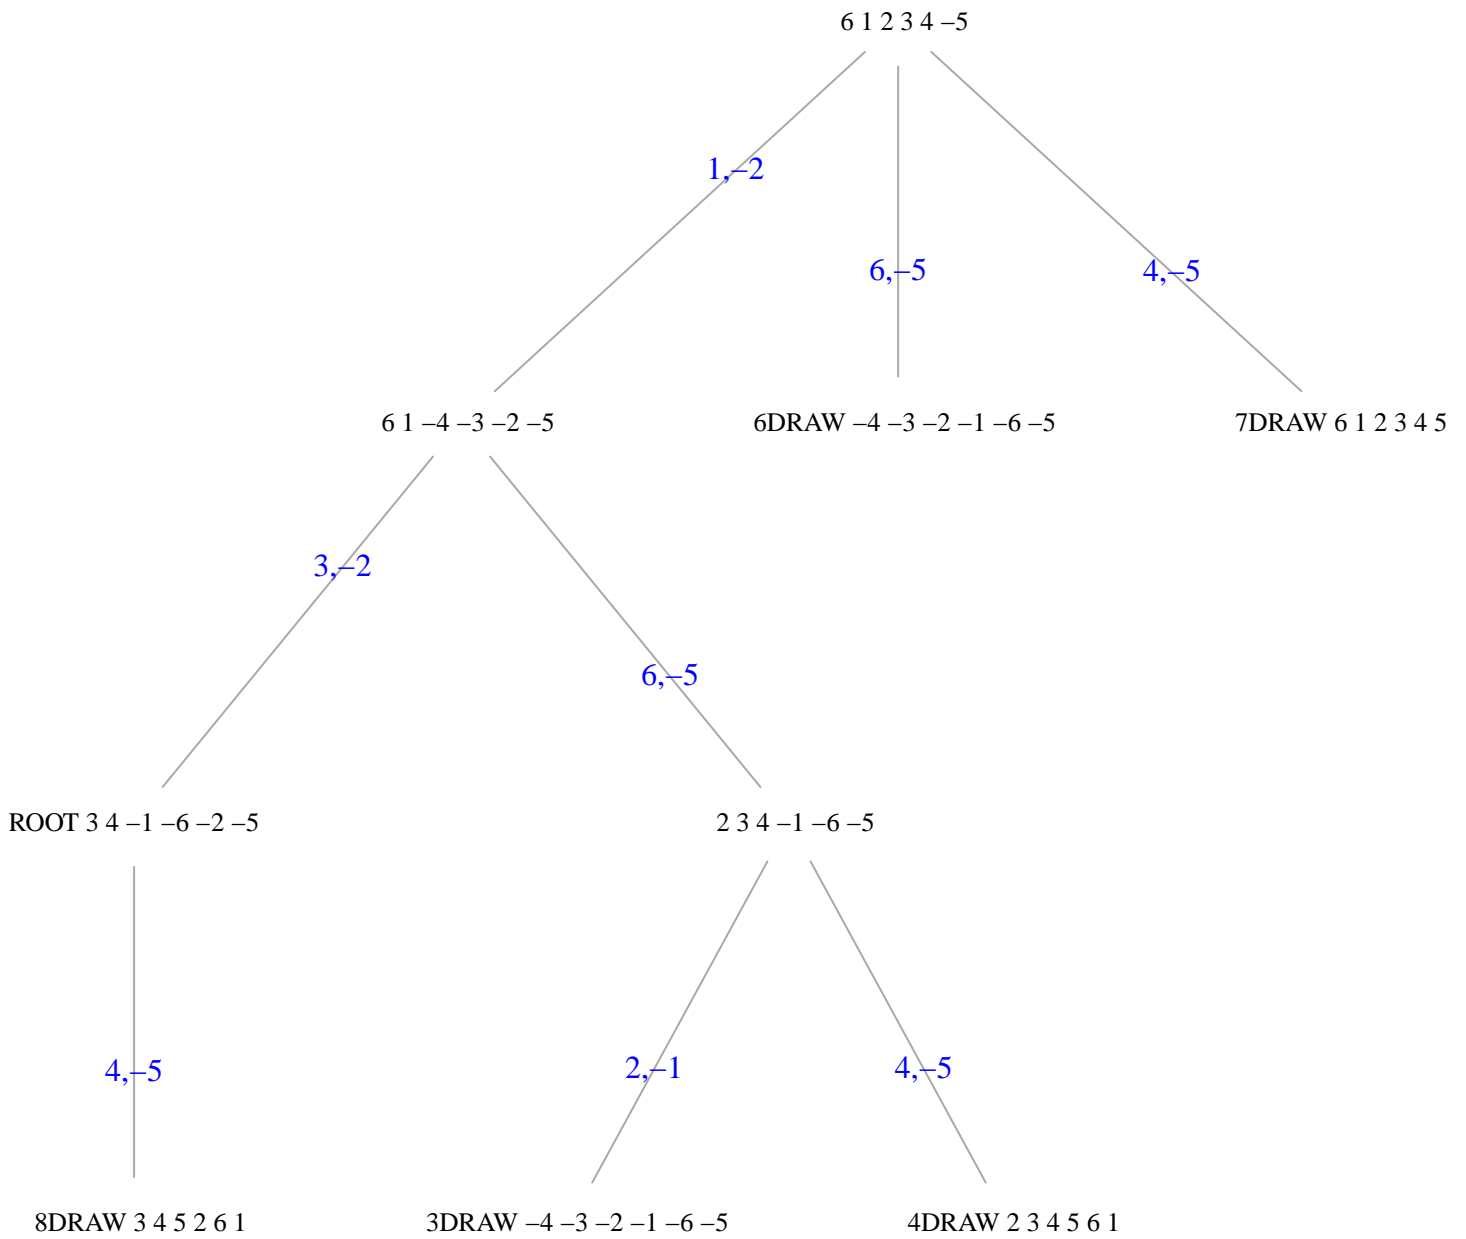 6 1 2 3 4 –5
1,–2
6,–5
4,–5
6 1 –4 –3 –2 –5
6DRAW –4 –3 –2 –1 –6 –5
7DRAW 6 1 2 3 4 5
3,–2
6,–5
ROOT 3 4 –1 –6 –2 –5
2 3 4 –1 –6 –5
4,–5
2,–1
4,–5
8DRAW 3 4 5 2 6 1
3DRAW –4 –3 –2 –1 –6 –5
4DRAW 2 3 4 5 6 1